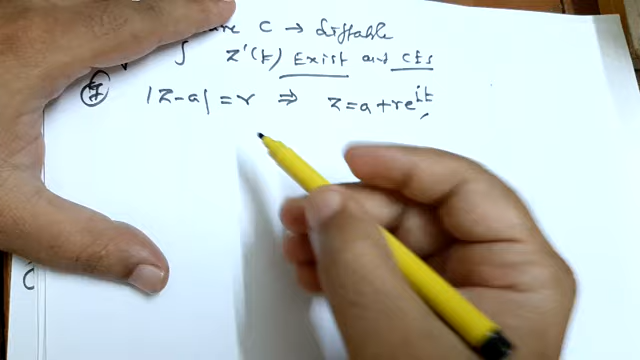 C → diffable
∫ z'(t) Exist and cts
|z-a| = r ⇒ z = a + re^{it},